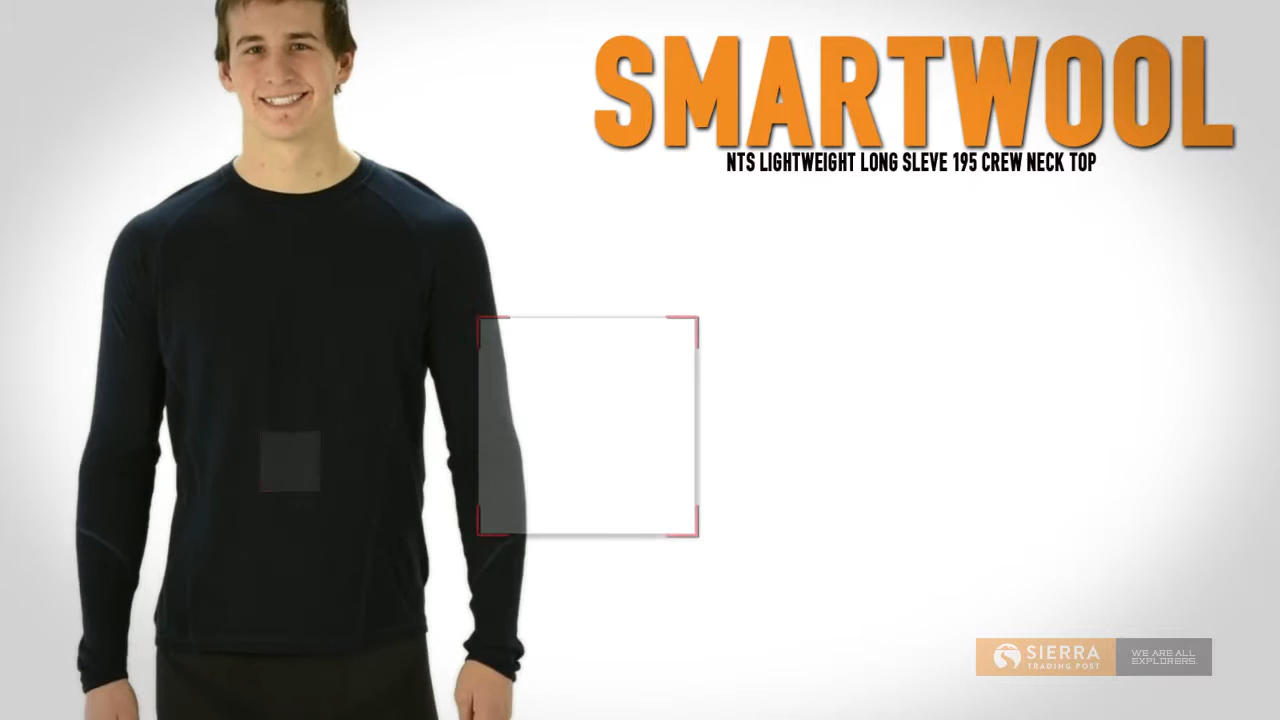 SMARTWOOL
NTS LIGHTWEIGHT LONG SLEVE 195 CREW NECK TOP
SIERRA
TRADING POST
WE ARE ALL
EXPLORERS.